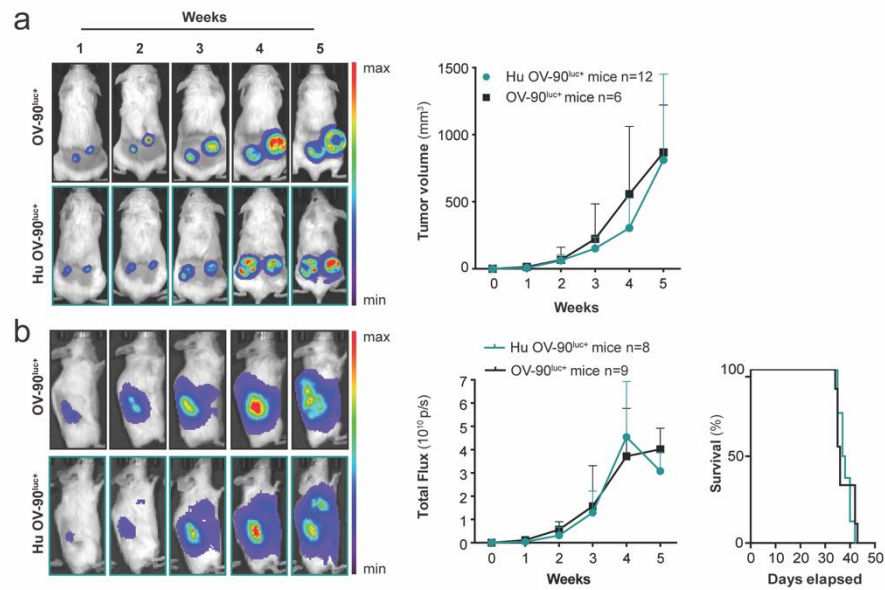 a
Weeks
1 2 3 4 5
OV-90luc+
Hu OV-90luc+
max
min
Hu OV-90luc+ mice n=12
OV-90luc+ mice n=6
Tumor volume (mm3)
1500
1000
500
0
0 1 2 3 4 5
Weeks
b
OV-90luc+
Hu OV-90luc+
max
min
Hu OV-90luc+ mice n=8
OV-90luc+ mice n=9
Total Flux (1010 p/s)
7
6
5
4
3
2
1
0
0 1 2 3 4 5
Weeks
Survival (%)
100
50
0
0 10 20 30 40 50
Days elapsed